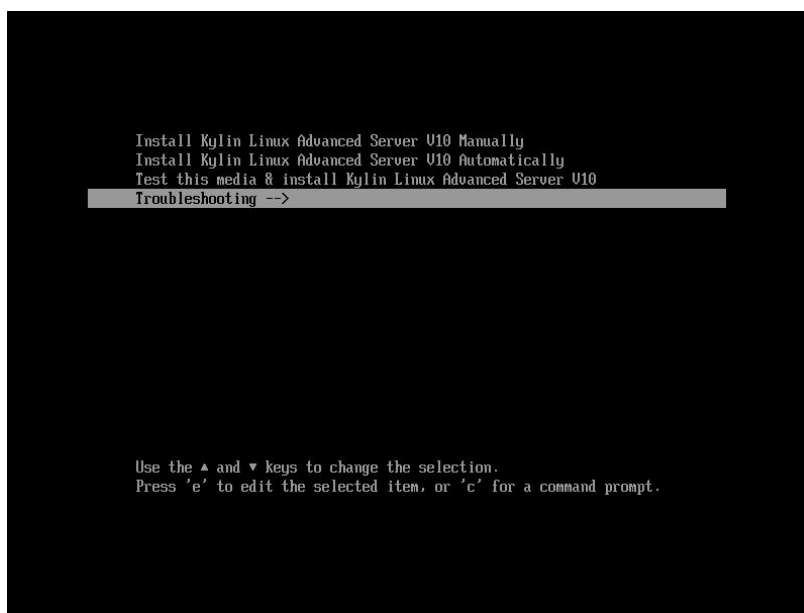 Install Kylin Linux Advanced Server V10 Manually
Install Kylin Linux Advanced Server V10 Automatically
Test this media & install Kylin Linux Advanced Server V10
Troubleshooting -->
Use the ▲ and ▼ keys to change the selection.
Press 'e' to edit the selected item, or 'c' for a command prompt.